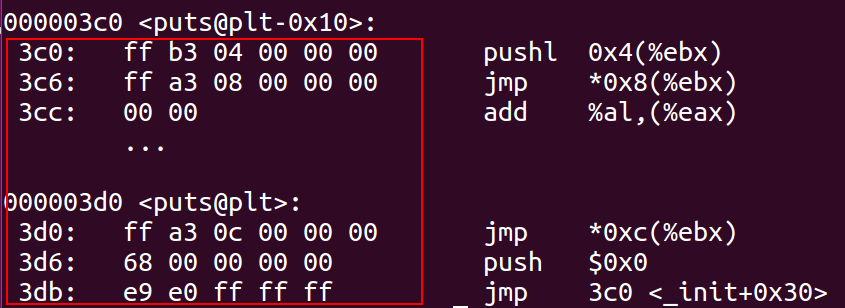 000003c0 <puts@plt-0x10>:
3c0: ff b3 04 00 00 00 pushl 0x4(%ebx)
3c6: ff a3 08 00 00 00 jmp *0x8(%ebx)
3cc: 00 00 add %al,(%eax)
...
000003d0 <puts@plt>:
3d0: ff a3 0c 00 00 00 jmp *0xc(%ebx)
3d6: 68 00 00 00 00 push $0x0
3db: e9 e0 ff ff ff jmp 3c0 <_init+0x30>